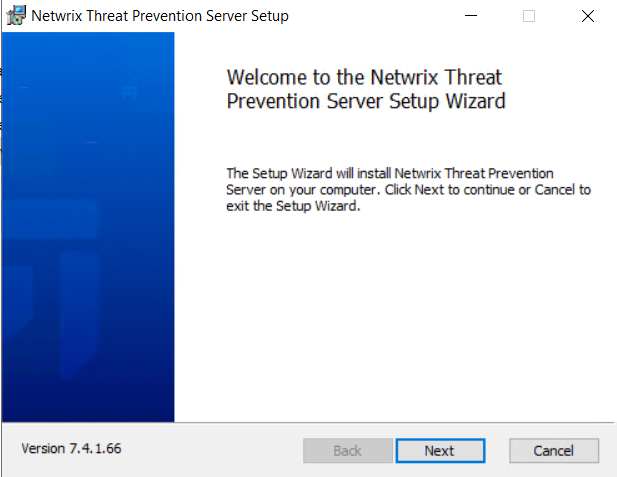 Netwrix Threat Prevention Server Setup
Welcome to the Netwrix Threat
Prevention Server Setup Wizard
The Setup Wizard will install Netwrix Threat Prevention
Server on your computer. Click Next to continue or Cancel to
exit the Setup Wizard.
Version 7.4.1.66
Back
Next
Cancel